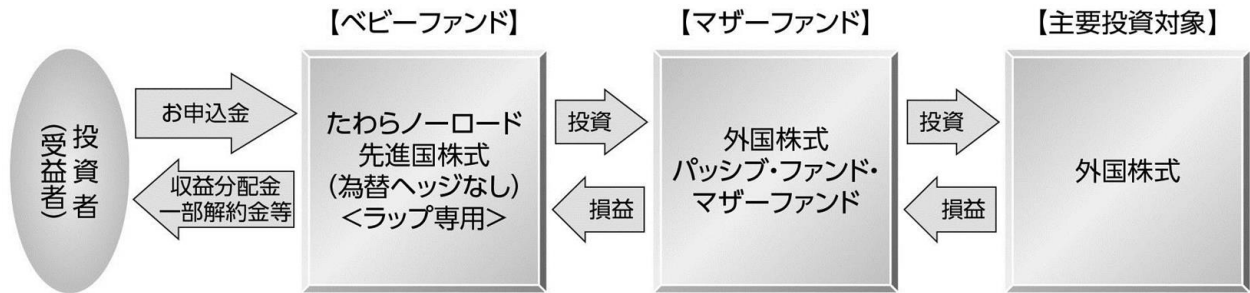 【ベビーファンド】
【マザーファンド】
【主要投資対象】
投資者
(受益者)
お申込金
収益分配金
一部解約金等
たわらノーロード
先進国株式
(為替ヘッジなし)
<ラップ専用>
投資
損益
外国株式
パッシブ・ファンド・
マザーファンド
投資
損益
外国株式